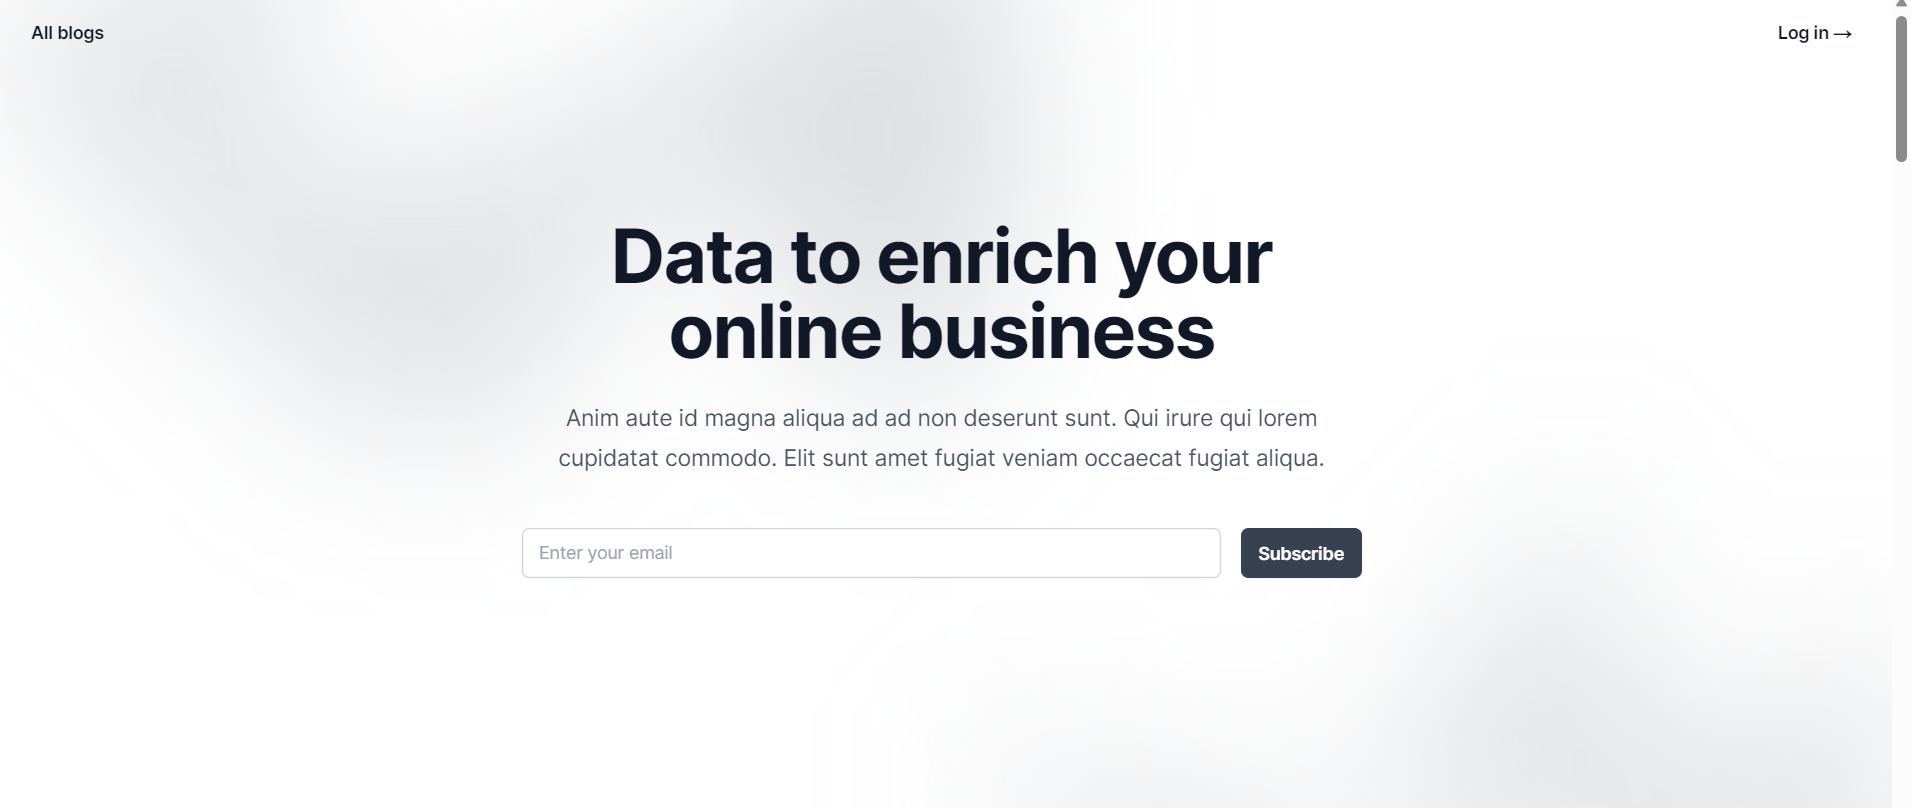 All blogs
Log in →
Data to enrich your
online business
Anim aute id magna aliqua ad ad non deserunt sunt. Qui irure qui lorem
cupidatat commodo. Elit sunt amet fugiat veniam occaecat fugiat aliqua.
Enter your email
Subscribe